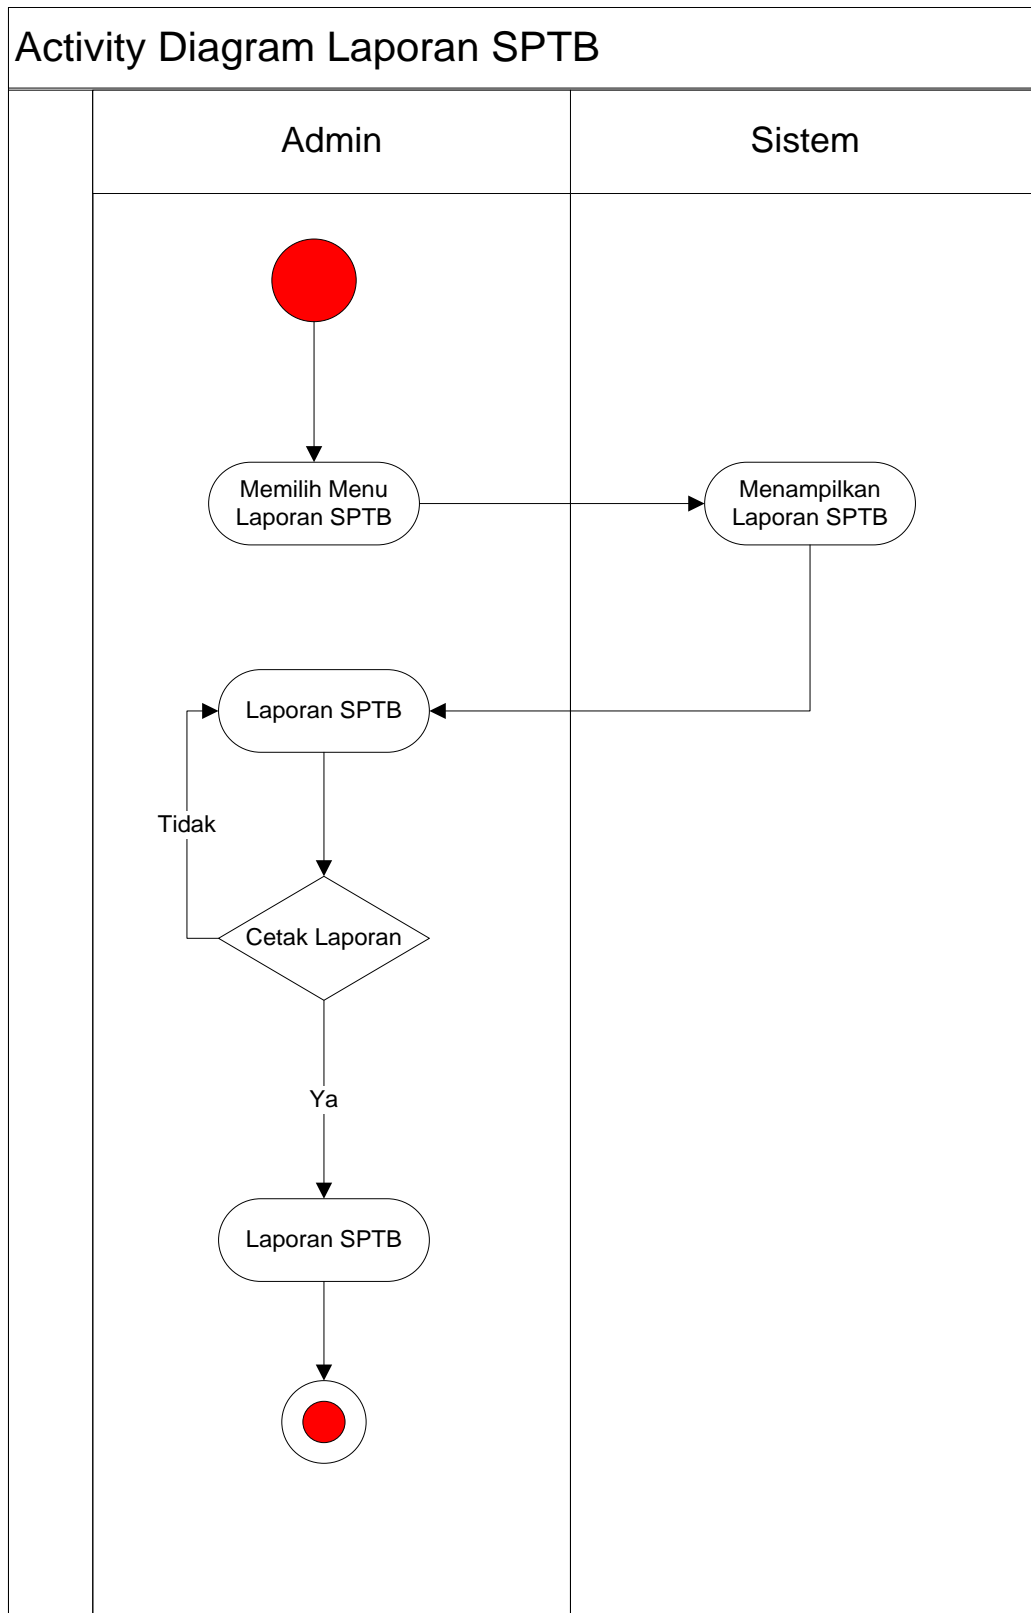 Activity Diagram Laporan SPTB
Admin
Sistem
Memilih Menu
Laporan SPTB
Menampilkan
Laporan SPTB
Laporan SPTB
Tidak
Cetak Laporan
Ya
Laporan SPTB